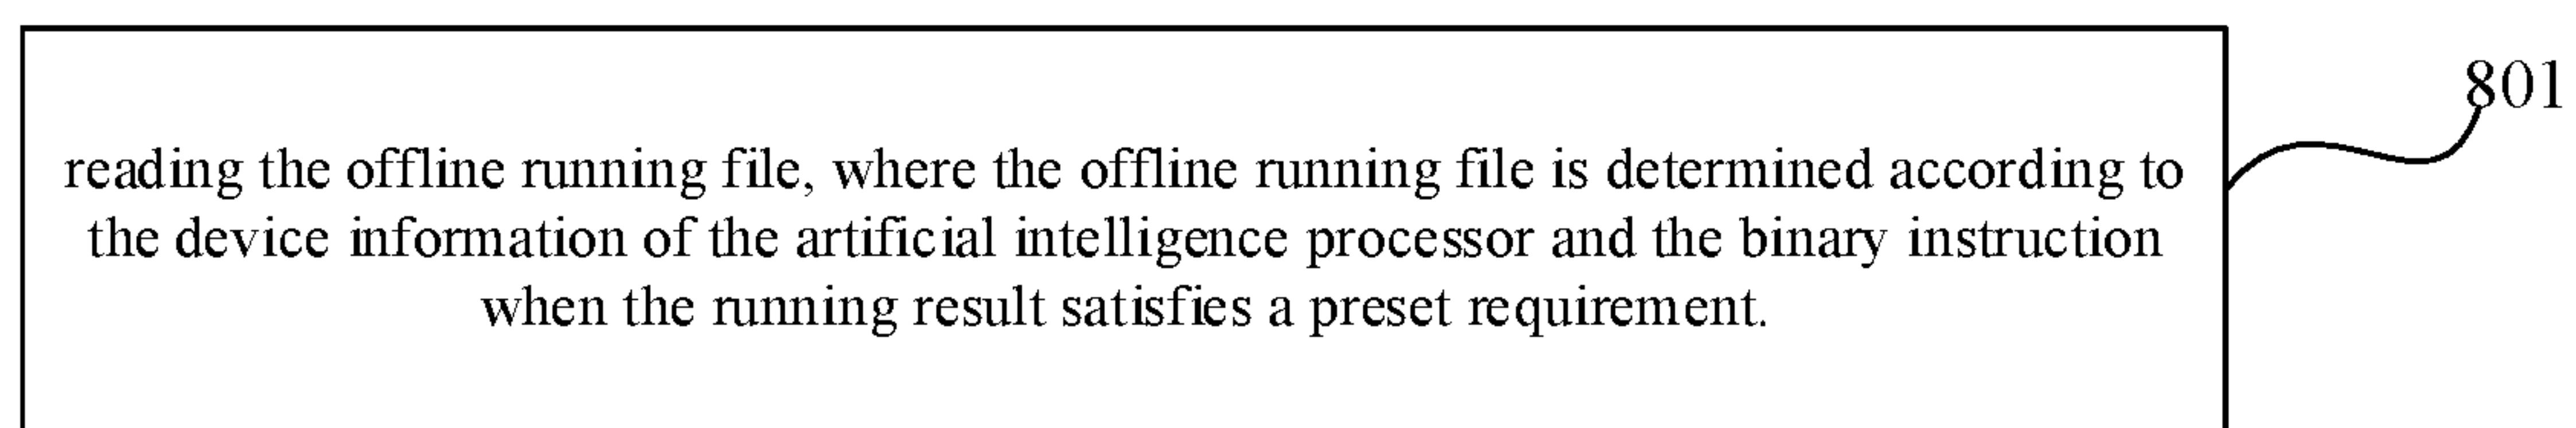 801
reading the offline running file, where the offline running file is determined according to
the device information of the artificial intelligence processor and the binary instruction
when the running result satisfies a preset requirement.